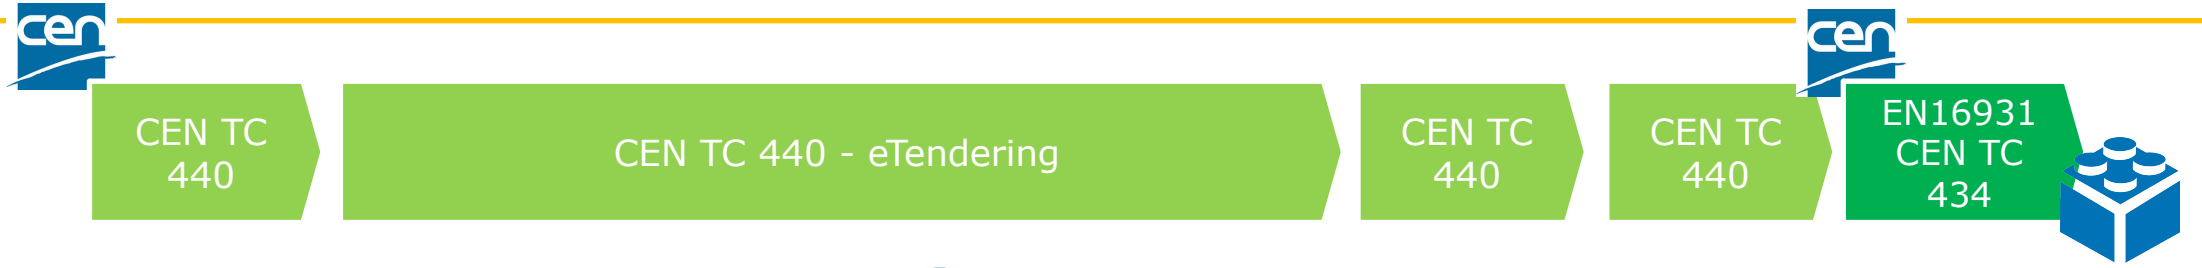 cen
cen
CEN TC
440
CEN TC 440 - eTendering
CEN TC
440
CEN TC
440
EN16931
CEN TC
434